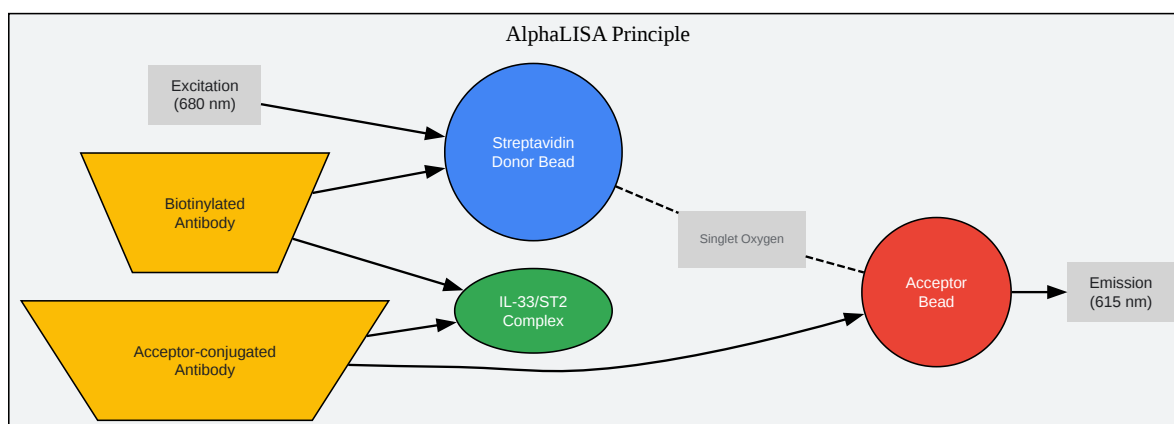 AlphaLISA Principle
Excitation
(680 nm)
Streptavidin
Donor Bead
Biotinylated
Antibody
Singlet Oxygen
Acceptor
Bead
Emission
(615 nm)
IL-33/ST2
Complex
Acceptor-conjugated
Antibody